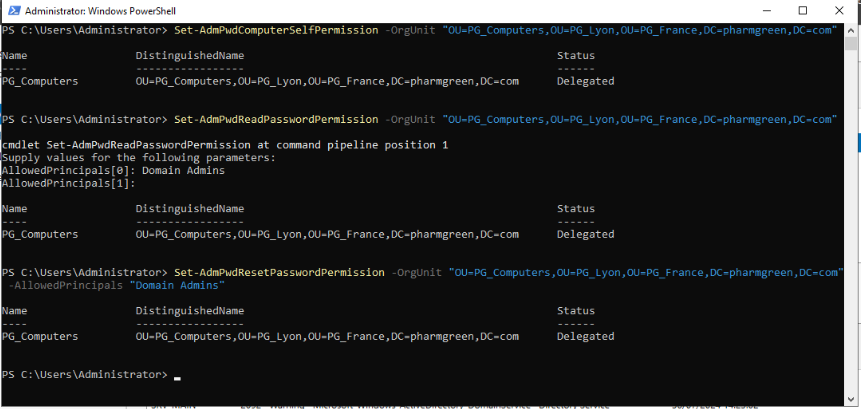 Administrator: Windows PowerShell
PS C:\Users\Administrator> Set-AdmPwdComputerSelfPermission -OrgUnit "OU=PG_Computers,OU=PG_Lyon,OU=PG_France,DC=pharmgreen,DC=com"
Name DistinguishedName Status
---- ----------------- ------
PG_Computers OU=PG_Computers,OU=PG_Lyon,OU=PG_France,DC=pharmgreen,DC=com Delegated
PS C:\Users\Administrator> Set-AdmPwdReadPasswordPermission -OrgUnit "OU=PG_Computers,OU=PG_Lyon,OU=PG_France,DC=pharmgreen,DC=com"
cmdlet Set-AdmPwdReadPasswordPermission at command pipeline position 1
Supply values for the following parameters:
AllowedPrincipals[0]: Domain Admins
AllowedPrincipals[1]:
Name DistinguishedName Status
---- ----------------- ------
PG_Computers OU=PG_Computers,OU=PG_Lyon,OU=PG_France,DC=pharmgreen,DC=com Delegated
PS C:\Users\Administrator> Set-AdmPwdResetPasswordPermission -OrgUnit "OU=PG_Computers,OU=PG_Lyon,OU=PG_France,DC=pharmgreen,DC=com"
-AllowedPrincipals "Domain Admins"
Name DistinguishedName Status
---- ----------------- ------
PG_Computers OU=PG_Computers,OU=PG_Lyon,OU=PG_France,DC=pharmgreen,DC=com Delegated
PS C:\Users\Administrator>